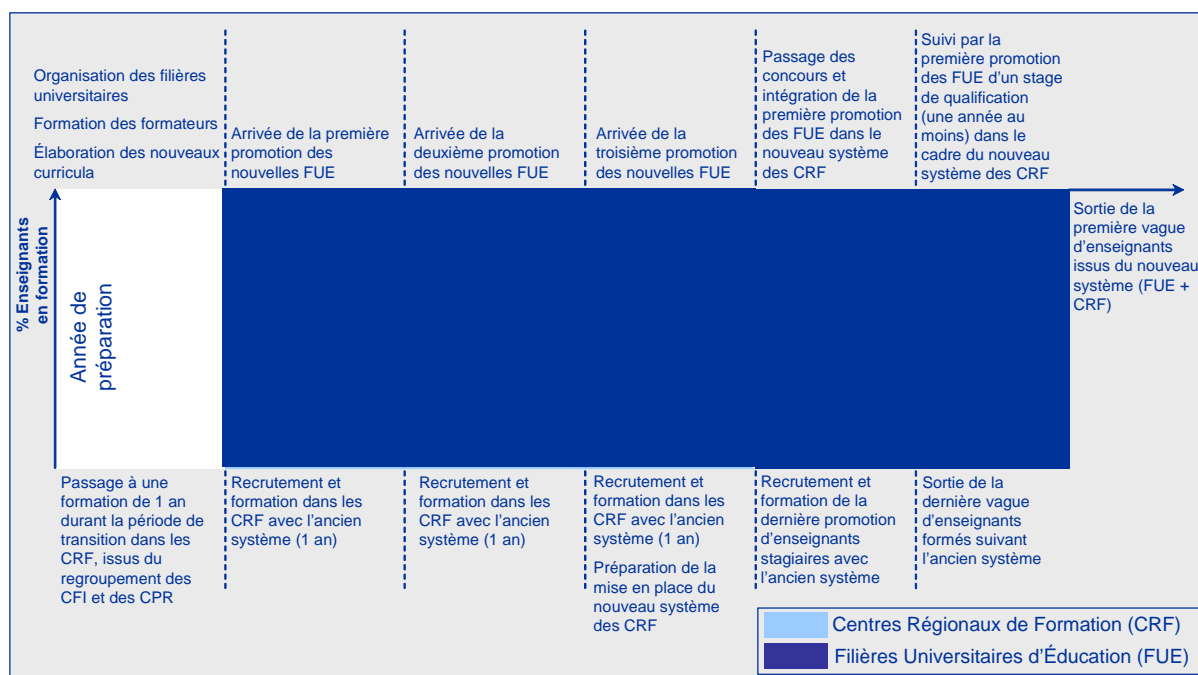 Organisation des filières
universitaires
Formation des formateurs
Élaboration des nouveaux
curricula
Arrivée de la première
promotion des
nouvelles FUE
Arrivée de la
deuxième promotion
des nouvelles FUE
Arrivée de la
troisième promotion
des nouvelles FUE
Passage des
concours et
intégration de la
première promotion
des FUE dans le
nouveau système
des CRF
Suivi par la
première promotion
des FUE d'un stage
de qualification
(une année au
moins) dans le
cadre du nouveau
système des CRF
% Enseignants
en formation
Année de
préparation
Sortie de la
première vague
d'enseignants
issus du nouveau
système (FUE +
CRF)
Passage à une
formation de 1 an
durant la période de
transition dans les
CRF, issus du
regroupement des
CFI et des CPR
Recrutement et
formation dans les
CRF avec l'ancien
système (1 an)
Recrutement et
formation dans les
CRF avec l'ancien
système (1 an)
Recrutement et
formation dans les
CRF avec l'ancien
système (1 an)
Préparation de la
mise en place du
nouveau système
des CRF
Recrutement et
formation de la
dernière promotion
d'enseignants
stagiaires avec
l'ancien système
Sortie de la
dernière vague
d'enseignants
formés suivant
l'ancien système
Centres Régionaux de Formation (CRF)
Filières Universitaires d'Éducation (FUE)